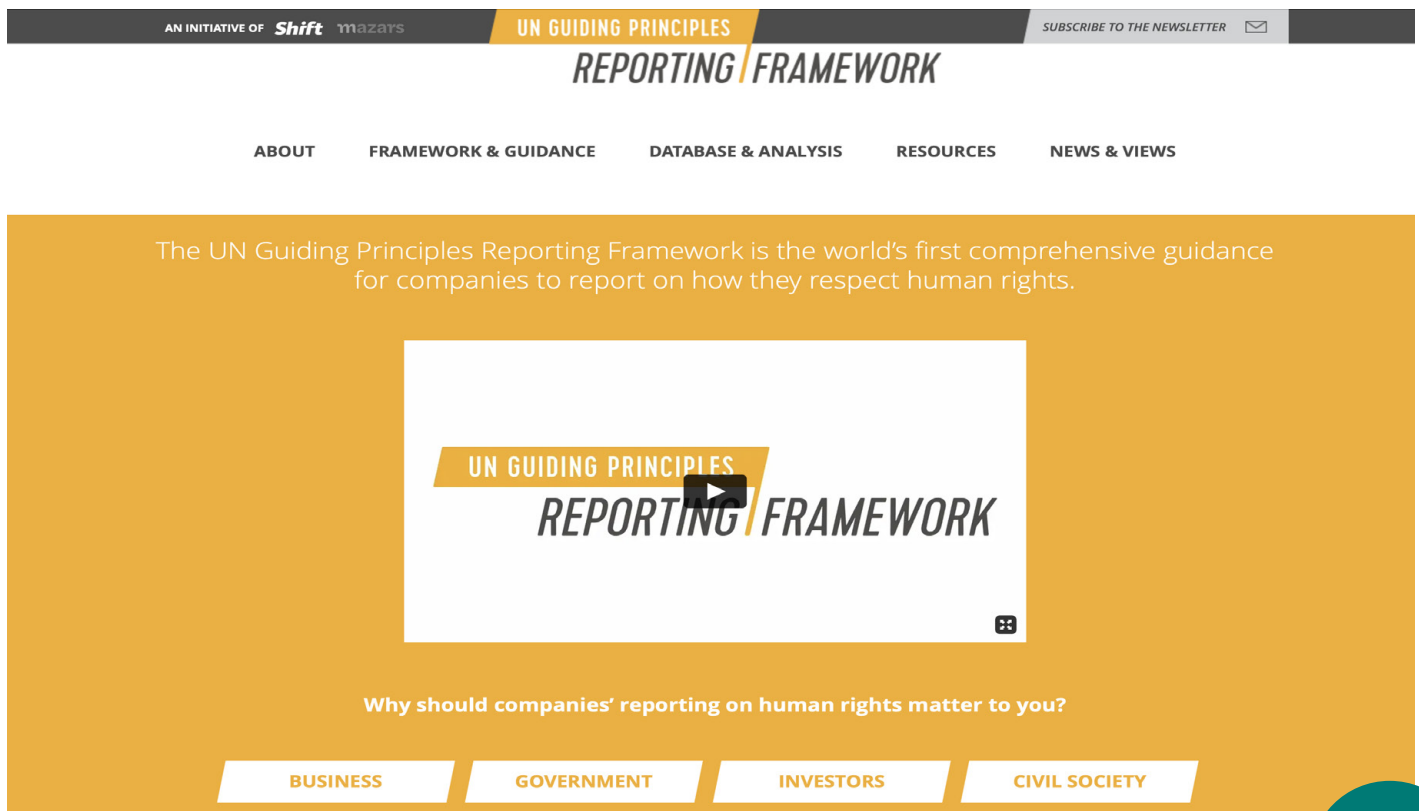 AN INITIATIVE OF Shift mazars
UN GUIDING PRINCIPLES
SUBSCRIBE TO THE NEWSLETTER
REPORTING FRAMEWORK
ABOUT FRAMEWORK & GUIDANCE DATABASE & ANALYSIS RESOURCES NEWS & VIEWS
The UN Guiding Principles Reporting Framework is the world’s first comprehensive guidance
for companies to report on how they respect human rights.
UN GUIDING PRINCIPLES
REPORTING FRAMEWORK
Why should companies’ reporting on human rights matter to you?
BUSINESS GOVERNMENT INVESTORS CIVIL SOCIETY